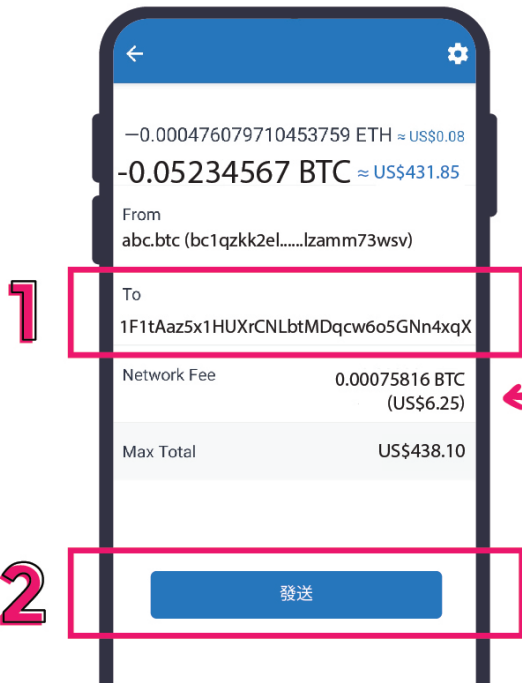 −0.000476079710453759 ETH ≈ US$0.08
-0.05234567 BTC ≈ US$431.85
From
abc.btc (bc1qzkk2el......lzamm73wsv)
1
To
1F1tAaz5x1HUXrCNLbtMDqcw6o5GNn4xqX
Network Fee
0.00075816 BTC
(US$6.25)
Max Total
US$438.10
2
發送